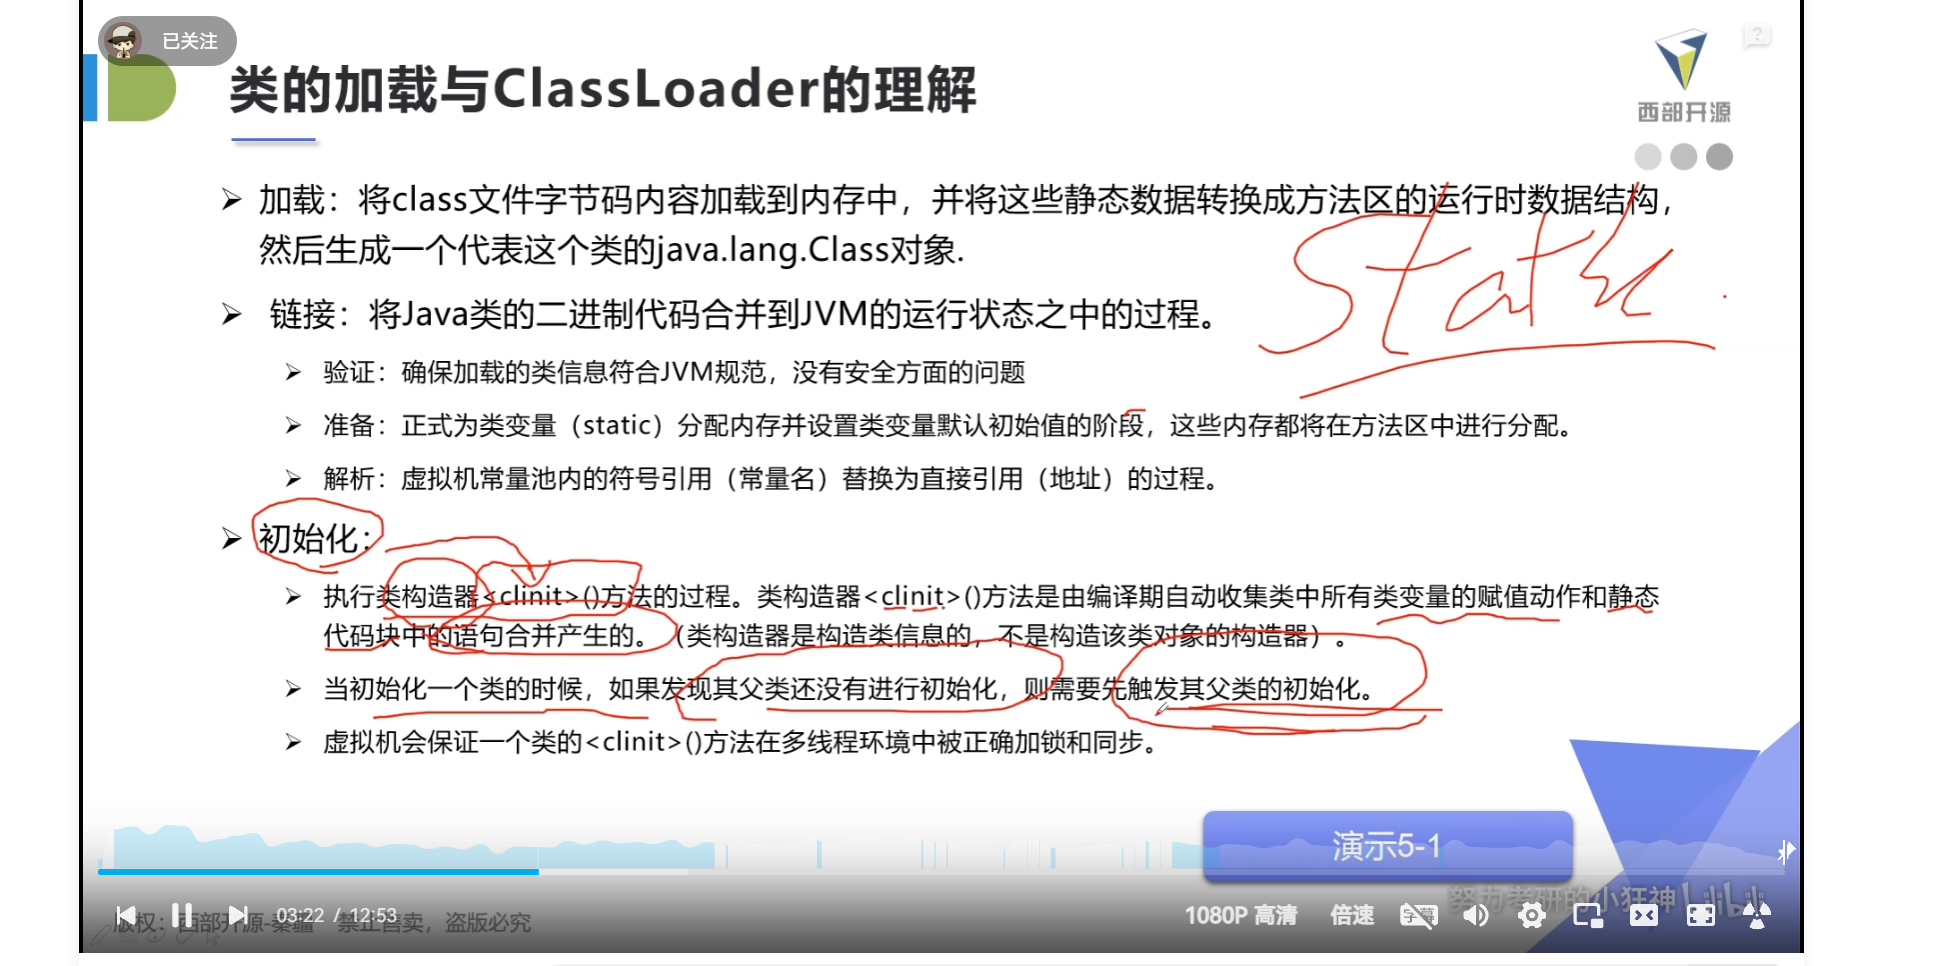 已关注
类的加载与ClassLoader的理解
西部开源
加载：将class文件字节码内容加载到内存中，并将这些静态数据转换成方法区的运行时数据结构，
然后生成一个代表这个类的java.lang.Class对象.
static
链接：将Java类的二进制代码合并到JVM的运行状态之中的过程。
验证：确保加载的类信息符合JVM规范，没有安全方面的问题
准备：正式为类变量（static）分配内存并设置类变量默认初始值的阶段，这些内存都将在方法区中进行分配。
解析：虚拟机常量池内的符号引用（常量名）替换为直接引用（地址）的过程。
初始化：
执行类构造器<clinit>()方法的过程。类构造器<clinit>()方法是由编译期自动收集类中所有类变量的赋值动作和静态
代码块中的语句合并产生的。（类构造器是构造类信息的，不是构造该类对象的构造器）。
当初始化一个类的时候，如果发现其父类还没有进行初始化，则需要先触发其父类的初始化。
虚拟机会保证一个类的<clinit>()方法在多线程环境中被正确加锁和同步。
演示5-1
努力考研的小狂神 bilibili
版权：西部开源-秦疆 禁止售卖，盗版必究
03:22 / 12:53
1080P 高清 倍速 字幕